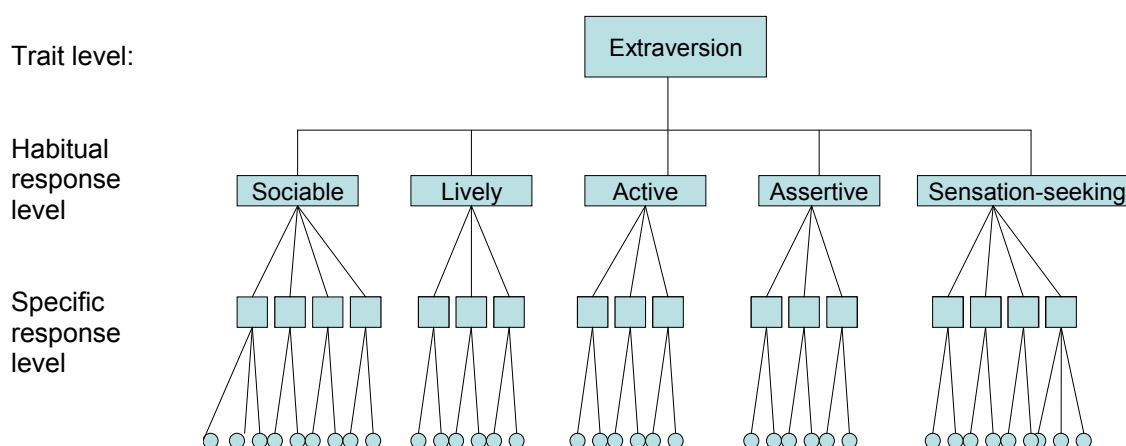 Trait level:
Extraversion
Habitual
response
level
Sociable
Lively
Active
Assertive
Sensation-seeking
Specific
response
level